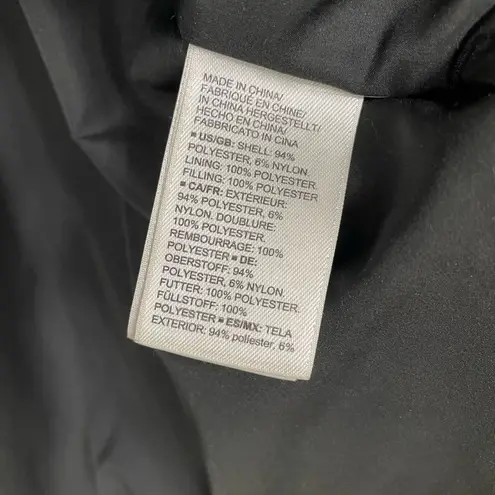 MADE IN CHINA/
FABRIQUÉ EN CHINE/
IN CHINA HERGESTELLT/
HECHO EN CHINA/
FABBRICATO IN CINA
■ US/GB: SHELL: 94%
POLYESTER, 6% NYLON.
LINING: 100% POLYESTER.
FILLING: 100% POLYESTER
■ CA/FR: EXTÉRIEUR:
94% POLYESTER, 6%
NYLON. DOUBLURE:
100% POLYESTER.
REMBOURRAGE: 100%
POLYESTER ■ DE:
OBERSTOFF: 94%
POLYESTER, 6% NYLON.
FUTTER: 100% POLYESTER.
FÜLLSTOFF: 100%
POLYESTER ■ ES/MX: TELA
EXTERIOR: 94% poliester, 6%